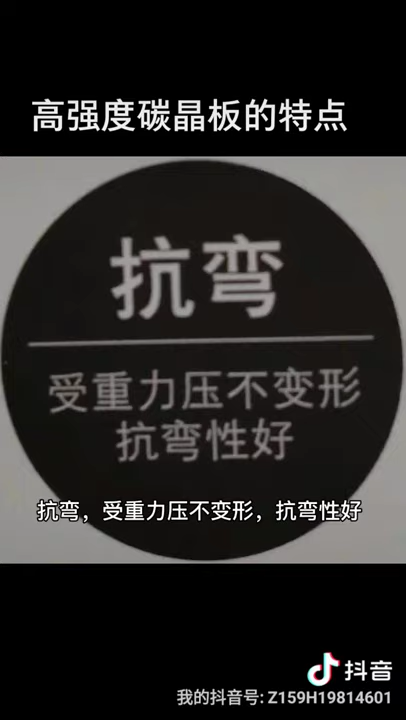 高强度碳晶板的特点
抗弯
受重力压不变形
抗弯性好
抗弯，受重力压不变形，抗弯性好
抖音
我的抖音号: Z159H19814601